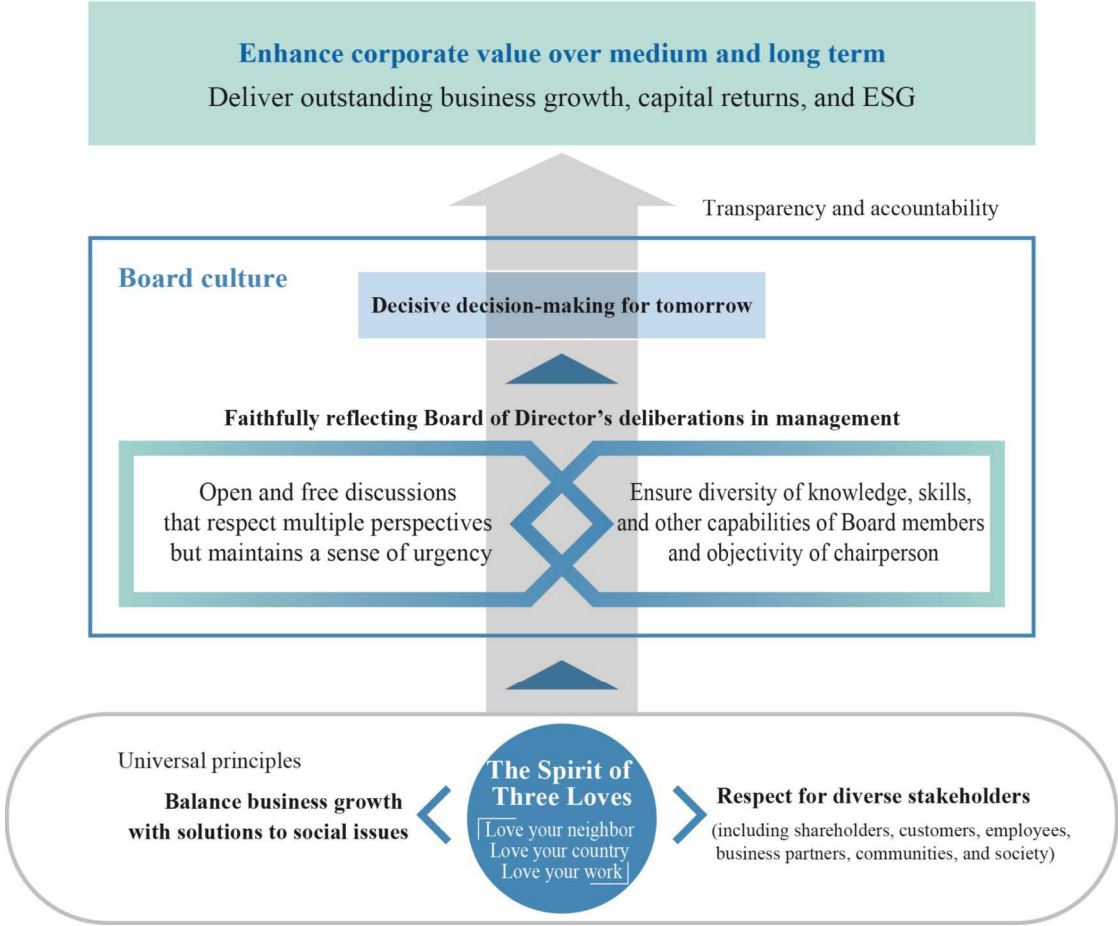 Enhance corporate value over medium and long term
Deliver outstanding business growth, capital returns, and ESG
Transparency and accountability
Board culture
Decisive decision-making for tomorrow
Faithfully reflecting Board of Director’s deliberations in management
Open and free discussions
that respect multiple perspectives
but maintains a sense of urgency
Ensure diversity of knowledge, skills,
and other capabilities of Board members
and objectivity of chairperson
Universal principles
Balance business growth
with solutions to social issues
The Spirit of
Three Loves
Love your neighbor
Love your country
Love your work
Respect for diverse stakeholders
(including shareholders, customers, employees,
business partners, communities, and society)